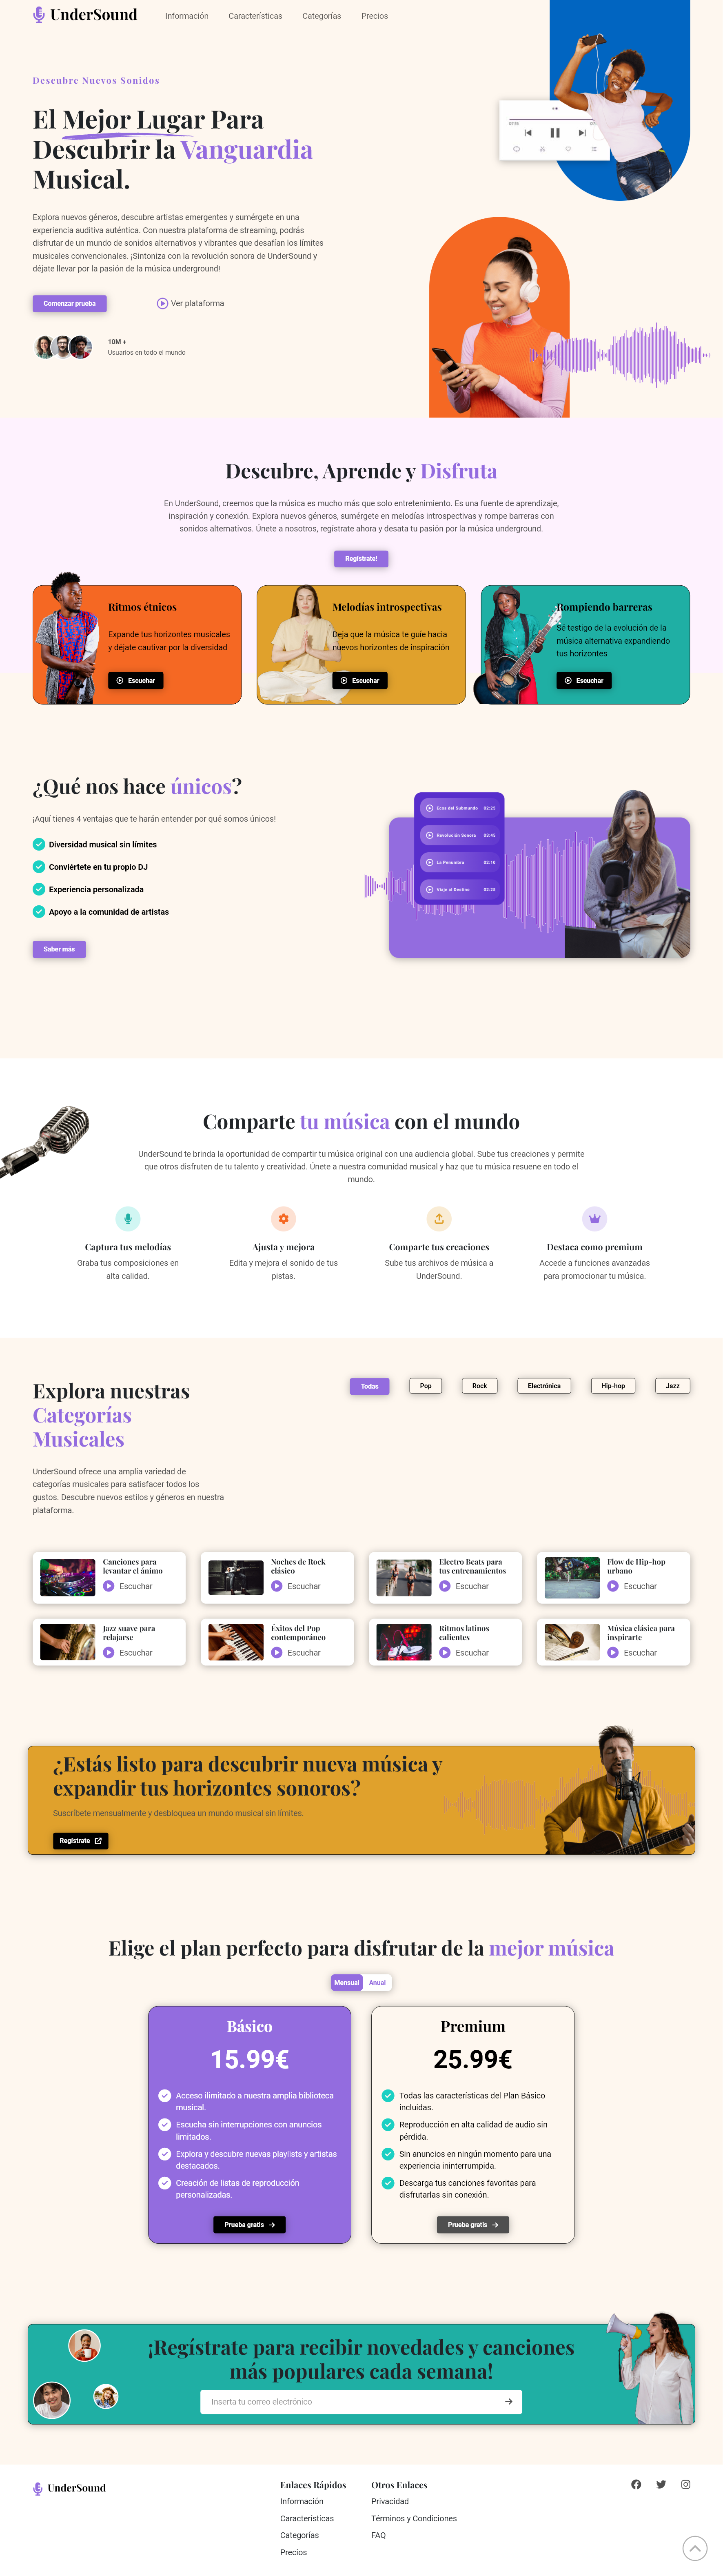 UnderSound
Información
Características
Categorías
Precios
Descubre Nuevos Sonidos
El Mejor Lugar Para
Descubrir la Vanguardia
Musical.
Explora nuevos géneros, descubre artistas emergentes y sumérgete en una
experiencia auditiva auténtica. Con nuestra plataforma de streaming, podrás
disfrutar de un mundo de sonidos alternativos y vibrantes que desafían los límites
musicales convencionales. ¡Sintoniza con la revolución sonora de UnderSound y
déjate llevar por la pasión de la música underground!
Comenzar prueba
Ver plataforma
10M +
Usuarios en todo el mundo
Descubre, Aprende y Disfruta
En UnderSound, creemos que la música es mucho más que solo entretenimiento. Es una fuente de aprendizaje,
inspiración y conexión. Explora nuevos géneros, sumérgete en melodías introspectivas y rompe barreras con
sonidos alternativos. Únete a nosotros, regístrate ahora y desata tu pasión por la música underground.
Regístrate!
Ritmos étnicos
Expande tus horizontes musicales
y déjate cautivar por la diversidad
Escuchar
Melodías introspectivas
Deja que la música te guíe hacia
nuevos horizontes de inspiración
Escuchar
Rompiendo barreras
Sé testigo de la evolución de la
música alternativa expandiendo
tus horizontes
Escuchar
¿Qué nos hace únicos?
¡Aquí tienes 4 ventajas que te harán entender por qué somos únicos!
Diversidad musical sin límites
Conviértete en tu propio DJ
Experiencia personalizada
Apoyo a la comunidad de artistas
Saber más
Ecos del Submundo 02:25
Revolución Sonora 03:45
La Penumbra 02:10
Viaje al Destino 02:25
Comparte tu música con el mundo
UnderSound te brinda la oportunidad de compartir tu música original con una audiencia global. Sube tus creaciones y permite
que otros disfruten de tu talento y creatividad. Únete a nuestra comunidad musical y haz que tu música resuene en todo el
mundo.
Captura tus melodías
Graba tus composiciones en
alta calidad.
Ajusta y mejora
Edita y mejora el sonido de tus
pistas.
Comparte tus creaciones
Sube tus archivos de música a
UnderSound.
Destaca como premium
Accede a funciones avanzadas
para promocionar tu música.
Explora nuestras
Categorías
Musicales
Todas
Pop
Rock
Electrónica
Hip-hop
Jazz
UnderSound ofrece una amplia variedad de
categorías musicales para satisfacer todos los
gustos. Descubre nuevos estilos y géneros en nuestra
plataforma.
Canciones para
levantar el ánimo
Escuchar
Noches de Rock
clásico
Escuchar
Electro Beats para
tus entrenamientos
Escuchar
Flow de Hip-hop
urbano
Escuchar
Jazz suave para
relajarse
Escuchar
Éxitos del Pop
contemporáneo
Escuchar
Ritmos latinos
calientes
Escuchar
Música clásica para
inspirarte
Escuchar
¿Estás listo para descubrir nueva música y
expandir tus horizontes sonoros?
Suscríbete mensualmente y desbloquea un mundo musical sin límites.
Regístrate
Elige el plan perfecto para disfrutar de la mejor música
Mensual
Anual
Básico
15.99€
Acceso ilimitado a nuestra amplia biblioteca
musical.
Escucha sin interrupciones con anuncios
limitados.
Explora y descubre nuevas playlists y artistas
destacados.
Creación de listas de reproducción
personalizadas.
Prueba gratis
Premium
25.99€
Todas las características del Plan Básico
incluidas.
Reproducción en alta calidad de audio sin
pérdida.
Sin anuncios en ningún momento para una
experiencia ininterrumpida.
Descarga tus canciones favoritas para
disfrutarlas sin conexión.
Prueba gratis
¡Regístrate para recibir novedades y canciones
más populares cada semana!
Inserta tu correo electrónico
UnderSound
Enlaces Rápidos
Información
Características
Categorías
Precios
Otros Enlaces
Privacidad
Términos y Condiciones
FAQ